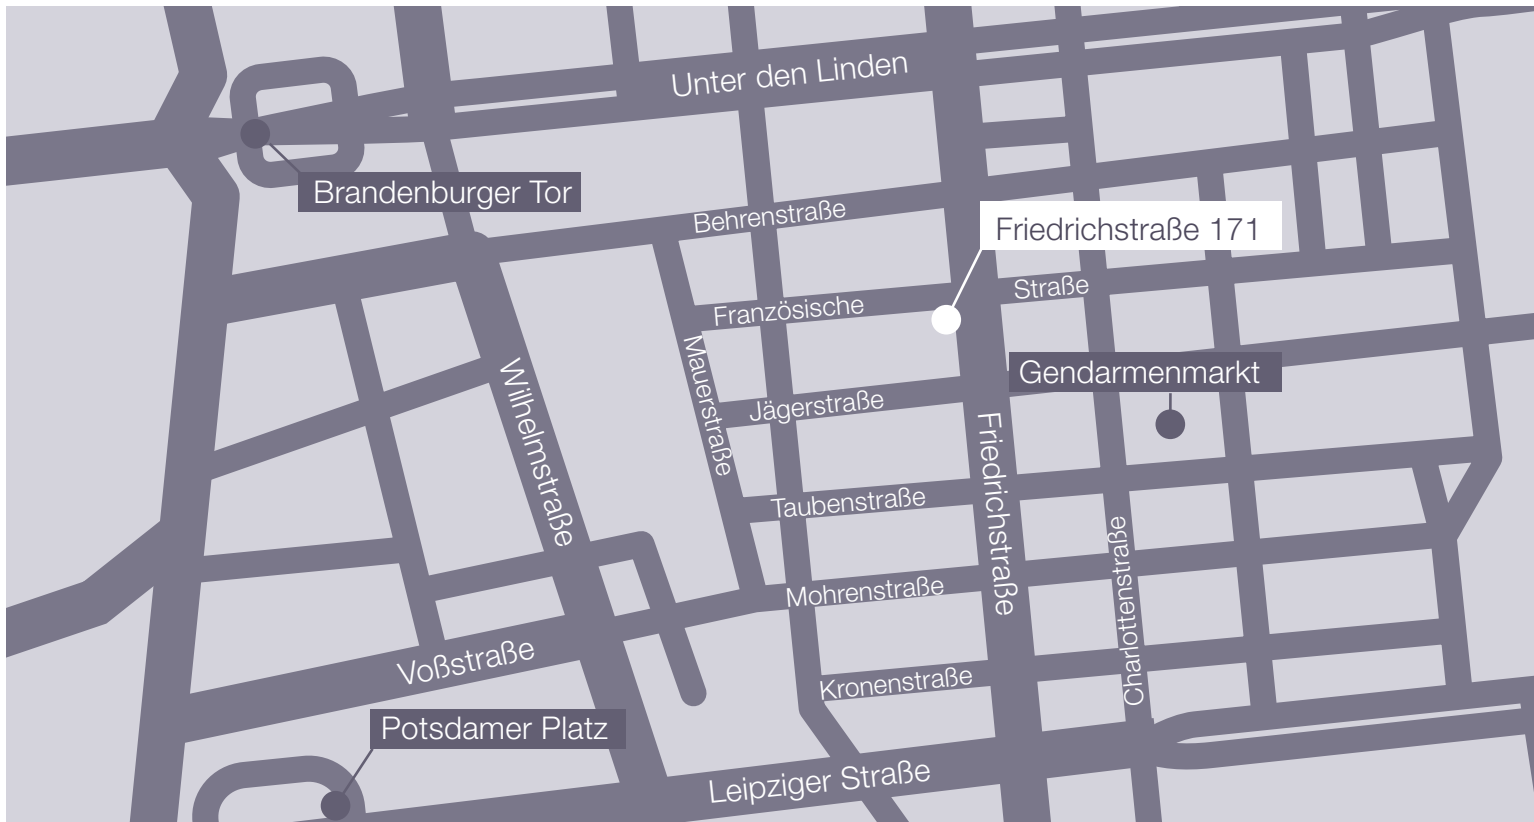 Unter den Linden
Brandenburger Tor
Behrenstraße
Friedrichstraße 171
Französische
Straße
Mauerstraße
Wilhelmstraße
Gendarmenmarkt
Jägerstraße
Friedrichstraße
Taubenstraße
Charlottenstraße
Mohrenstraße
Voßstraße
Kronenstraße
Potsdamer Platz
Leipziger Straße